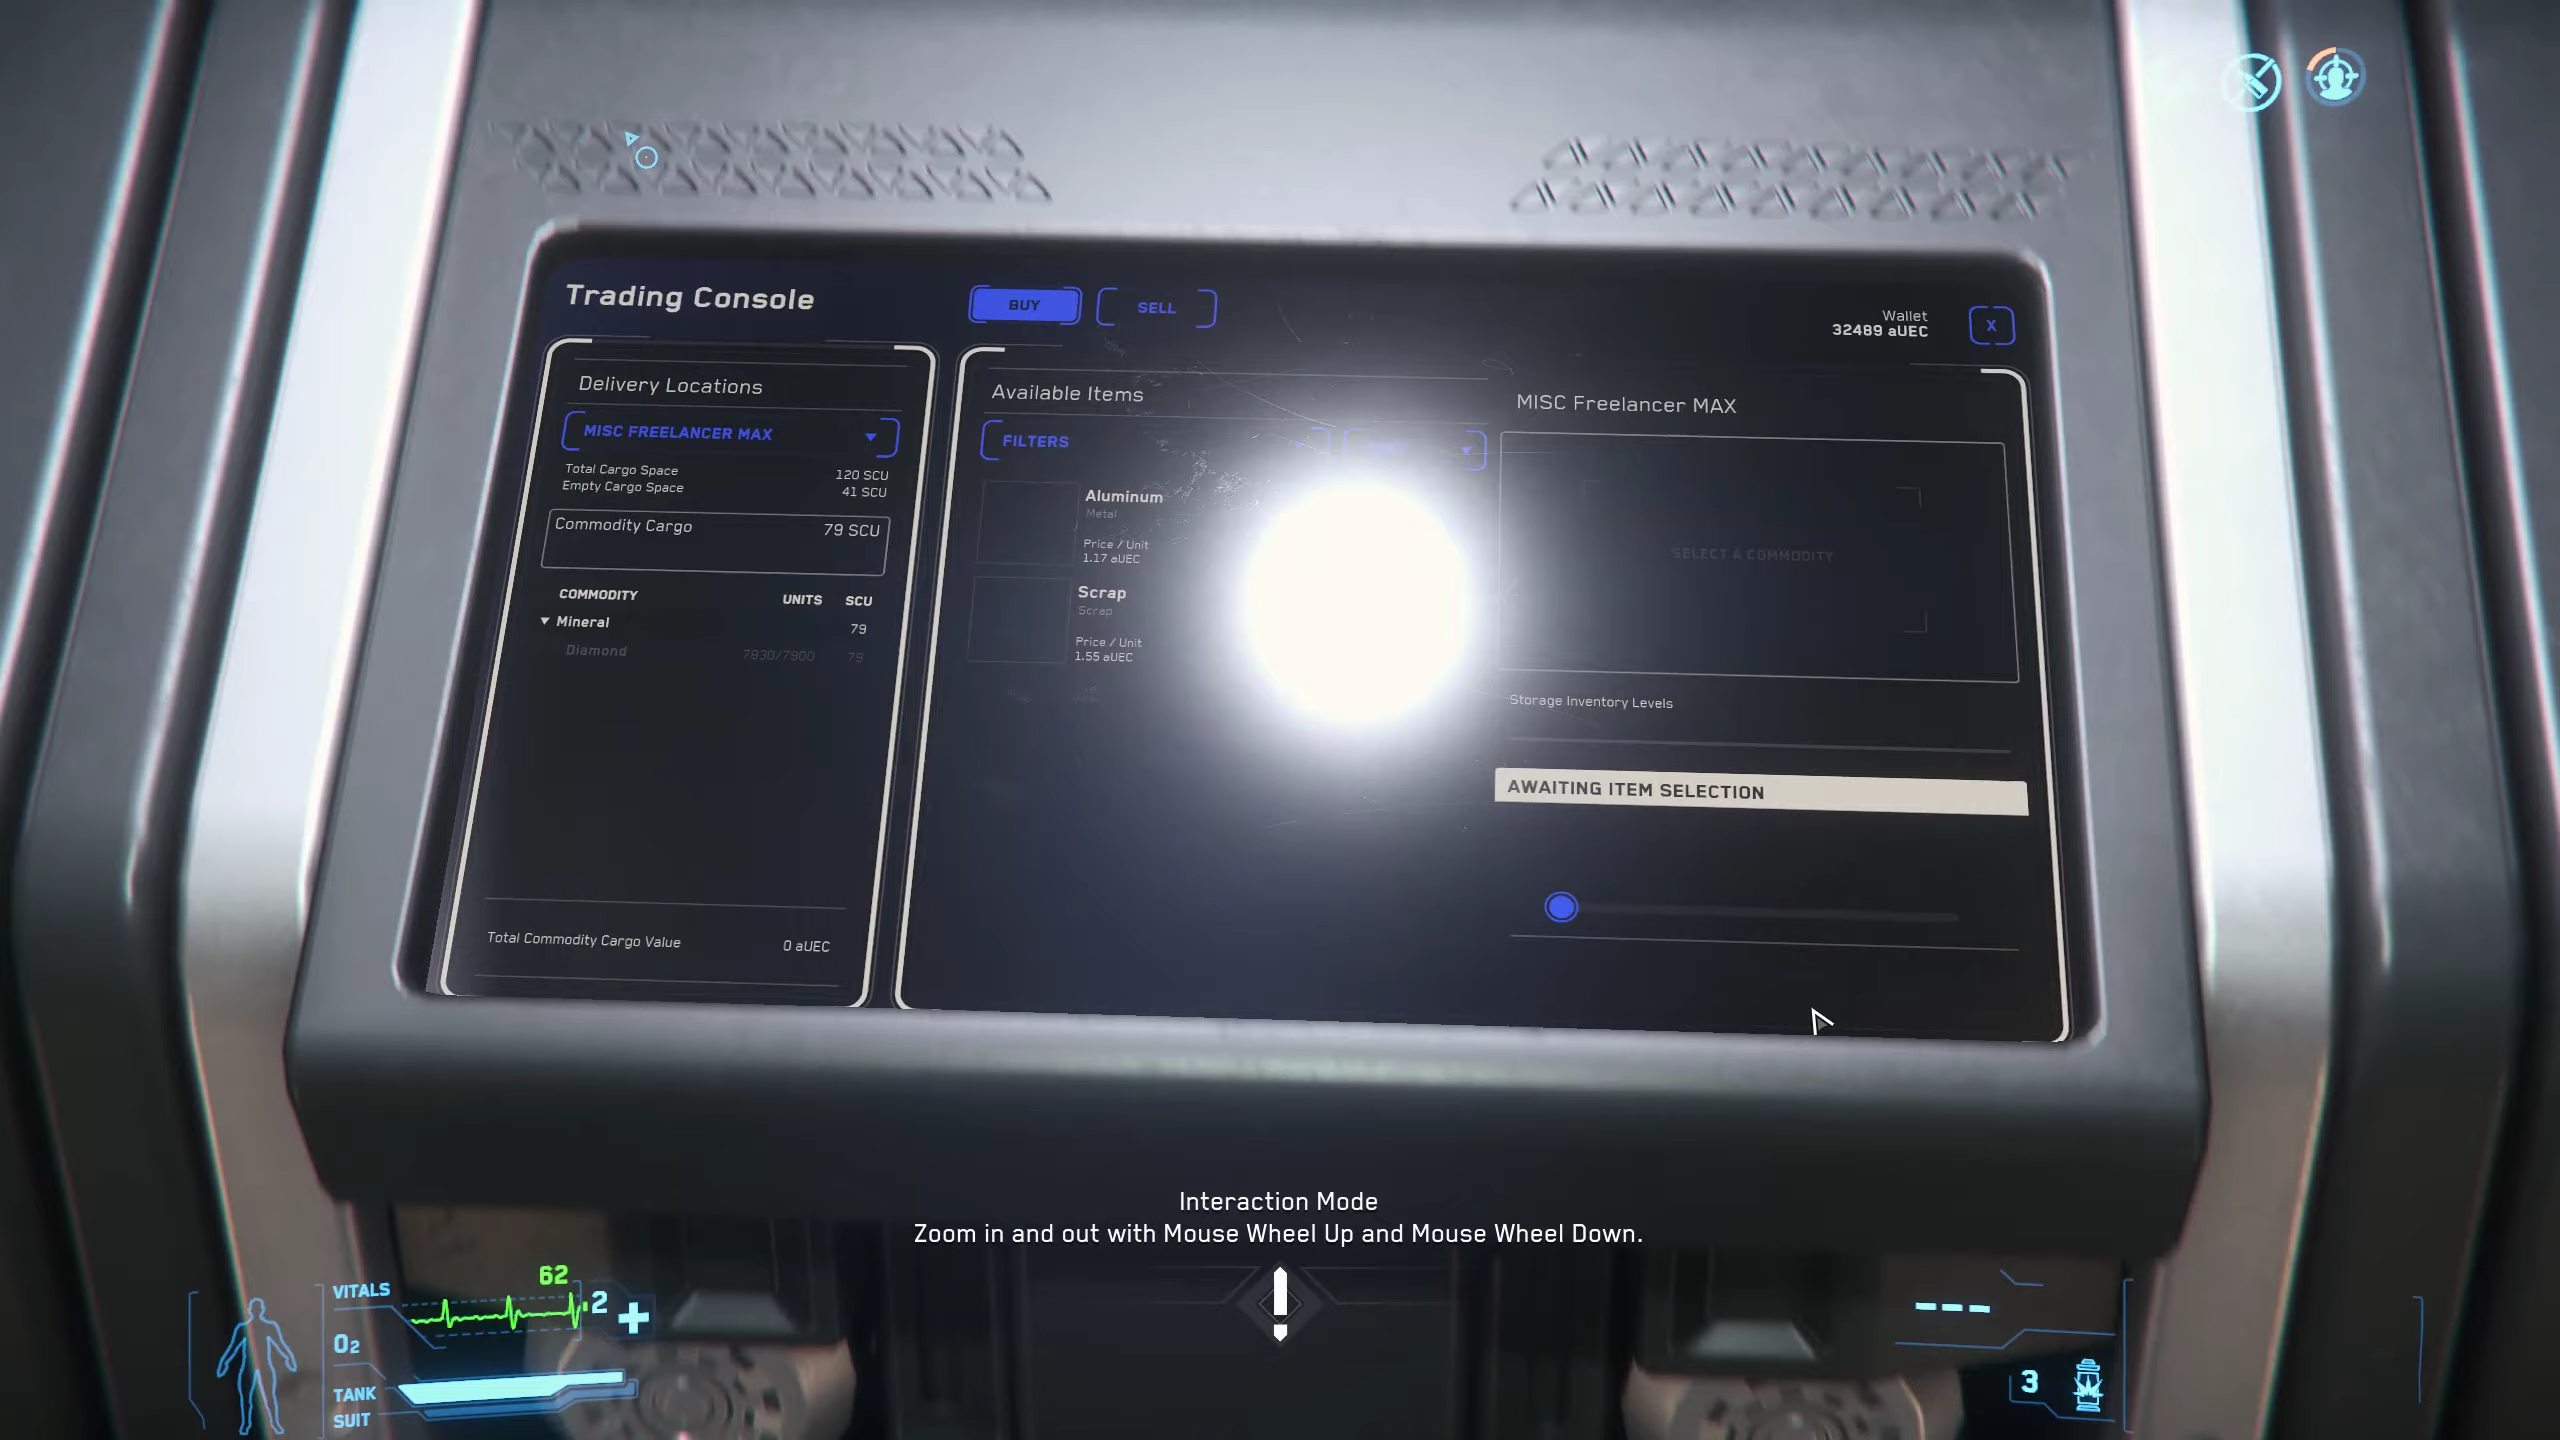 Trading Console
BUY
SELL
Wallet
32489 aUEC
X
Delivery Locations
MISC FREELANCER MAX
Total Cargo Space 120 SCU
Empty Cargo Space 41 SCU
Commodity Cargo 79 SCU
COMMODITY UNITS SCU
Mineral 79
Diamond 7830/7900 79
Total Commodity Cargo Value 0 aUEC
Available Items
FILTERS
Aluminum
Metal
Price / Unit
1.17 aUEC
Scrap
Scrap
Price / Unit
1.55 aUEC
MISC Freelancer MAX
SELECT A COMMODITY
Storage Inventory Levels
AWAITING ITEM SELECTION
Interaction Mode
Zoom in and out with Mouse Wheel Up and Mouse Wheel Down.
VITALS
62
2
O2
TANK
SUIT
3